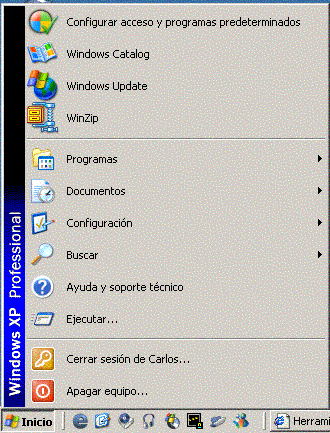 Configurar acceso y programas predeterminados
Windows Catalog
Windows Update
WinZip
Programas
Documentos
Configuración
Buscar
Ayuda y soporte técnico
Ejecutar...
Cerrar sesión de Carlos...
Apagar equipo...
Windows XP Professional
Inicio
Herrami